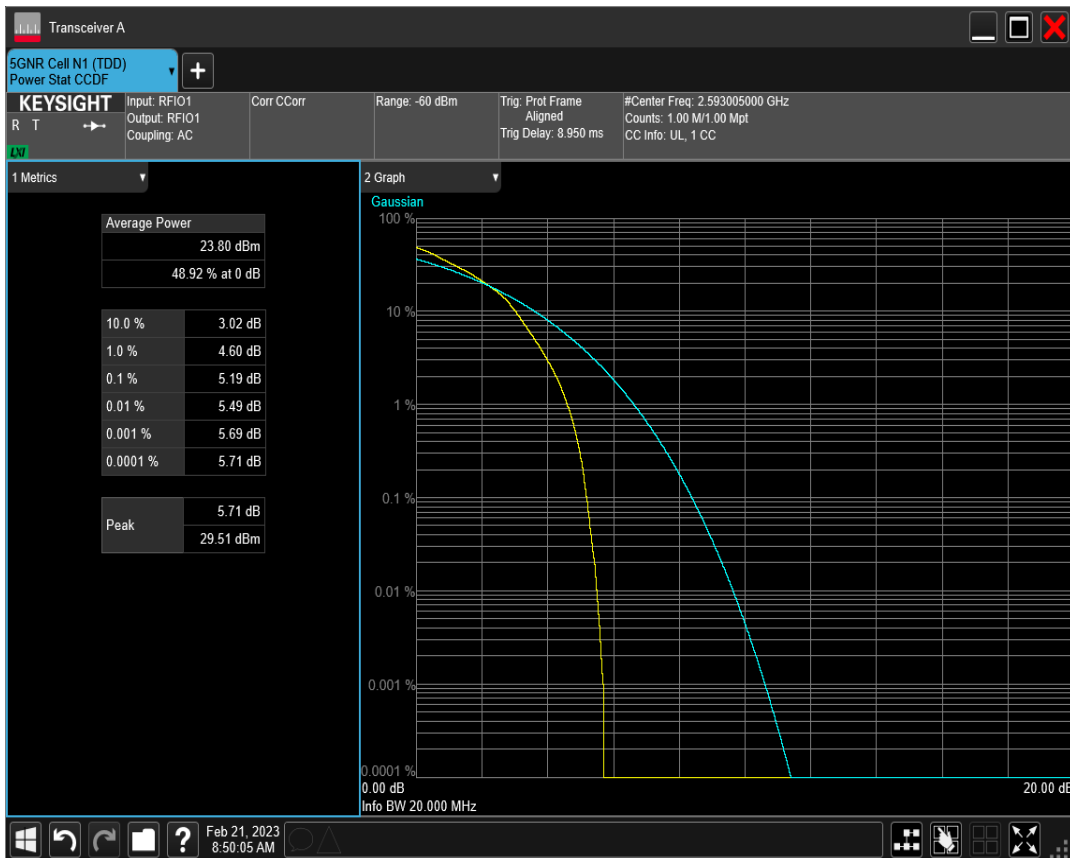 Transceiver A
5GNR Cell N1 (TDD)
Power Stat CCDF
+
KEYSIGHT
R T
LXI
Input: RFIO1
Output: RFIO1
Coupling: AC
Corr CCorr
Range: -60 dBm
Trig: Prot Frame
Aligned
Trig Delay: 8.950 ms
#Center Freq: 2.593005000 GHz
Counts: 1.00 M/1.00 Mpt
CC Info: UL, 1 CC
1 Metrics
Average Power
23.80 dBm
48.92 % at 0 dB
10.0 % 3.02 dB
1.0 % 4.60 dB
0.1 % 5.19 dB
0.01 % 5.49 dB
0.001 % 5.69 dB
0.0001 % 5.71 dB
Peak 5.71 dB
29.51 dBm
2 Graph
Gaussian
100 %
10 %
1 %
0.1 %
0.01 %
0.001 %
0.0001 %
0.00 dB 20.00 dB
Info BW 20.000 MHz
? Feb 21, 2023
8:50:05 AM